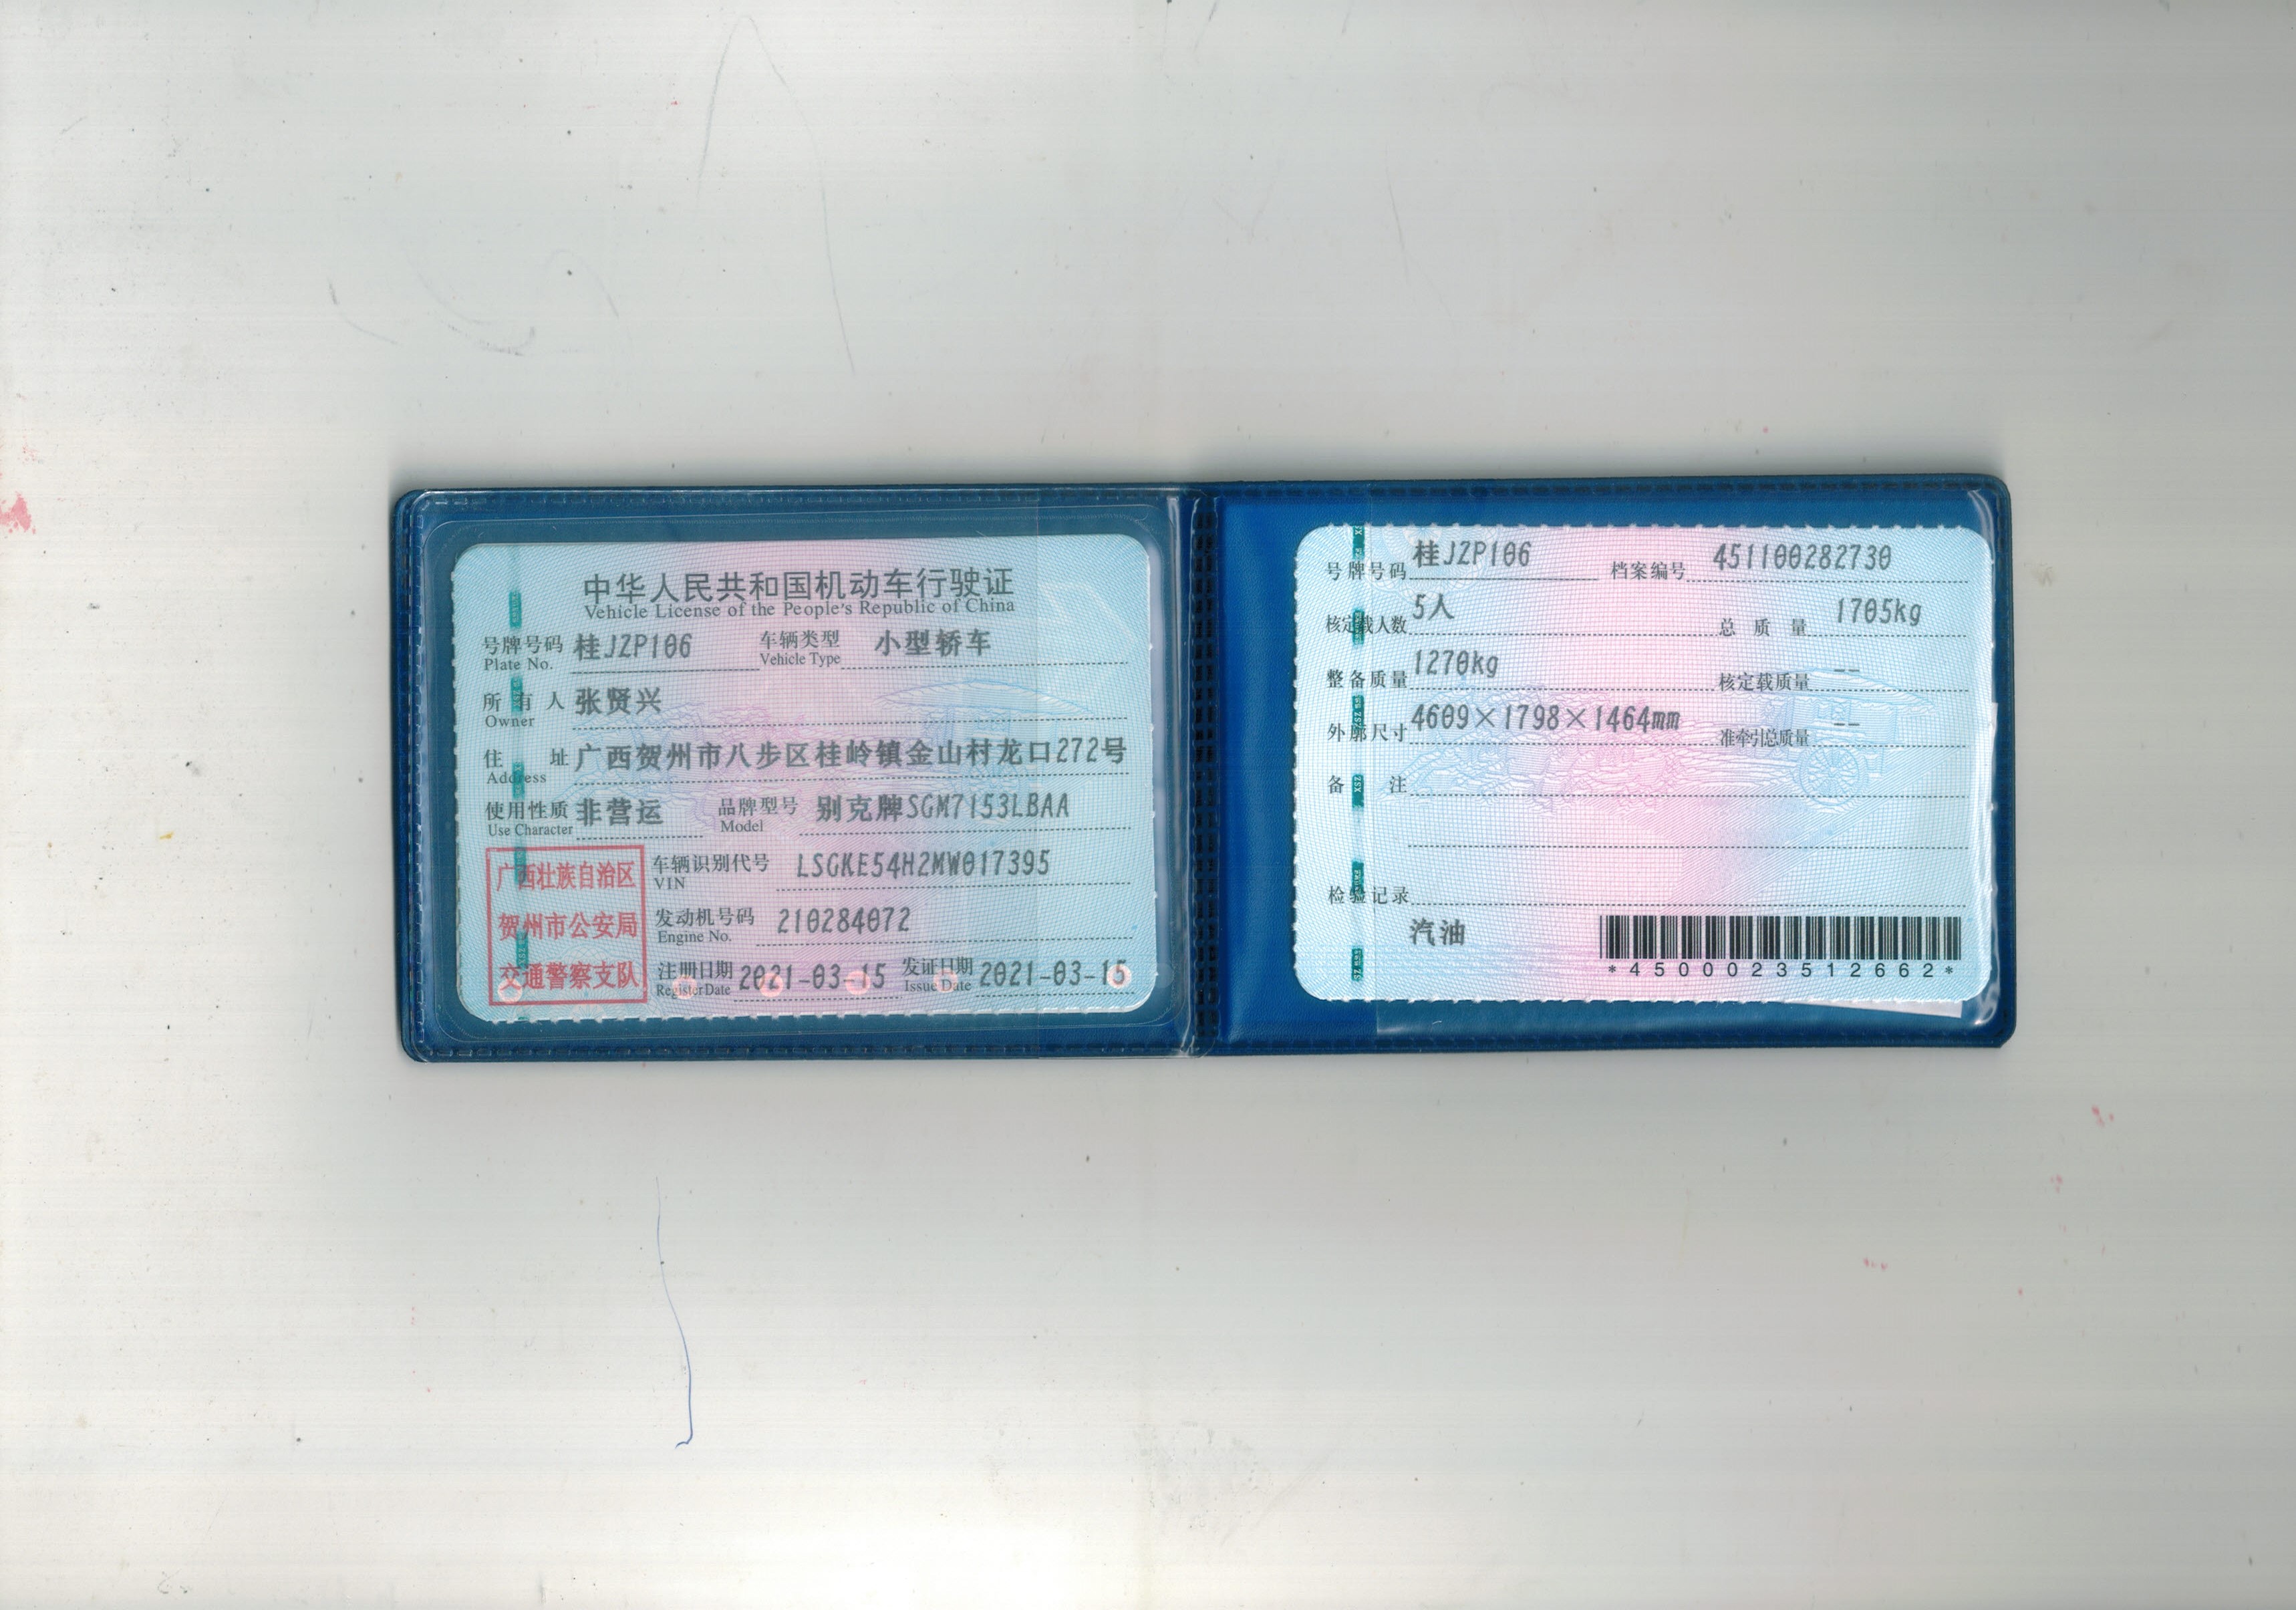 中华人民共和国机动车行驶证
Vehicle License of the People's Republic of China
号牌号码 桂JZP106 车辆类型 小型轿车
Plate No. Vehicle Type
所有人 张贤兴
Owner
住址 广西贺州市八步区桂岭镇金山村龙口272号
Address
使用性质 非营运 品牌型号 别克牌SGM7153LBAA
Use Character Model
广西壮族自治区
贺州市公安局
交通警察支队
车辆识别代号 LSGKE54H2MW017395
VIN
发动机号码 210284072
Engine No.
注册日期 2021-03-15 发证日期 2021-03-15
Register Date Issue Date
号牌号码 桂JZP106 档案编号 451100282730
核定载人数 5人 总质量 1705kg
整备质量 1270kg 核定载质量 --
外廓尺寸 4609×1798×1464mm 准牵引总质量 --
备注
检验记录
汽油
*4500023512662*